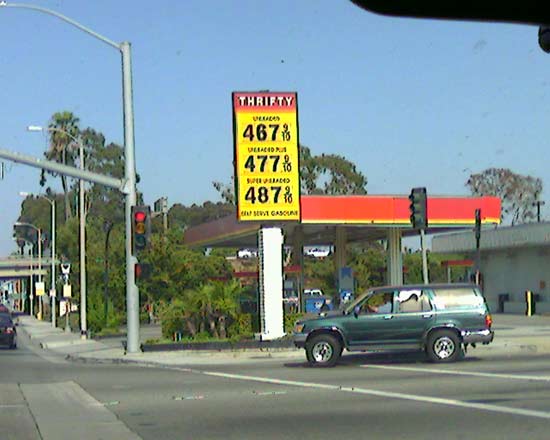 THRIFTY
UNLEADED
467 9/10
UNLEADED PLUS
477 9/10
SUPER UNLEADED
487 9/10
SELF SERVE GASOLINE